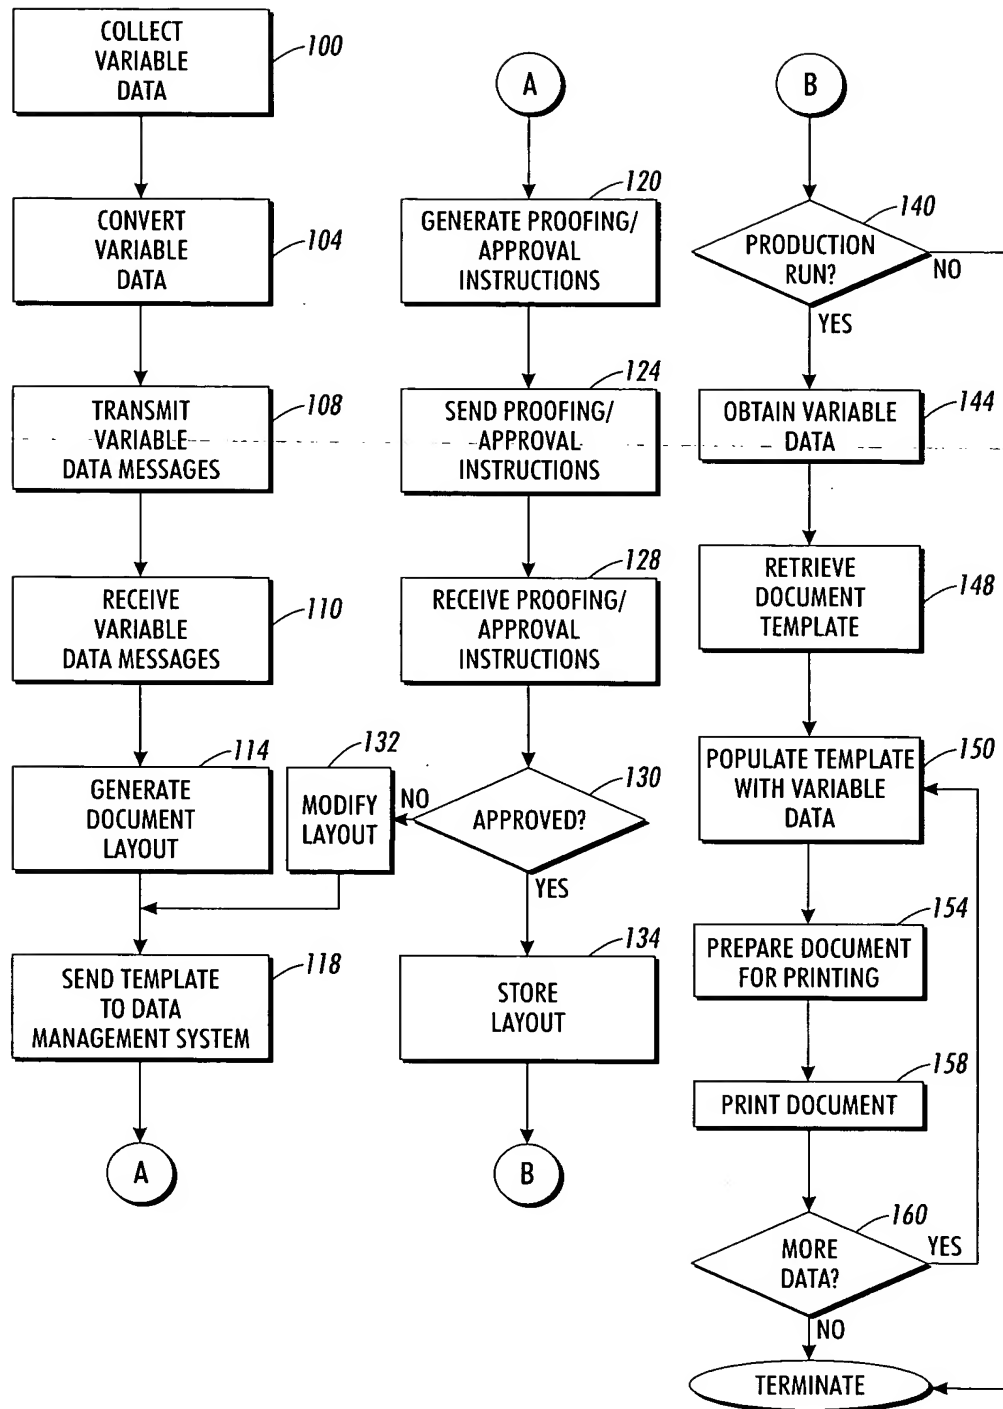 COLLECT
VARIABLE
DATA
100
CONVERT
VARIABLE
DATA
104
TRANSMIT
VARIABLE
DATA MESSAGES
108
RECEIVE
VARIABLE
DATA MESSAGES
110
GENERATE
DOCUMENT
LAYOUT
114
SEND TEMPLATE
TO DATA
MANAGEMENT SYSTEM
118
A
A
GENERATE PROOFING/
APPROVAL
INSTRUCTIONS
120
SEND PROOFING/
APPROVAL
INSTRUCTIONS
124
RECEIVE PROOFING/
APPROVAL
INSTRUCTIONS
128
APPROVED?
130
NO
MODIFY
LAYOUT
132
YES
STORE
LAYOUT
134
B
B
PRODUCTION
RUN?
140
NO
YES
OBTAIN VARIABLE
DATA
144
RETRIEVE
DOCUMENT
TEMPLATE
148
POPULATE TEMPLATE
WITH VARIABLE
DATA
150
PREPARE DOCUMENT
FOR PRINTING
154
PRINT DOCUMENT
158
MORE
DATA?
160
YES
NO
TERMINATE